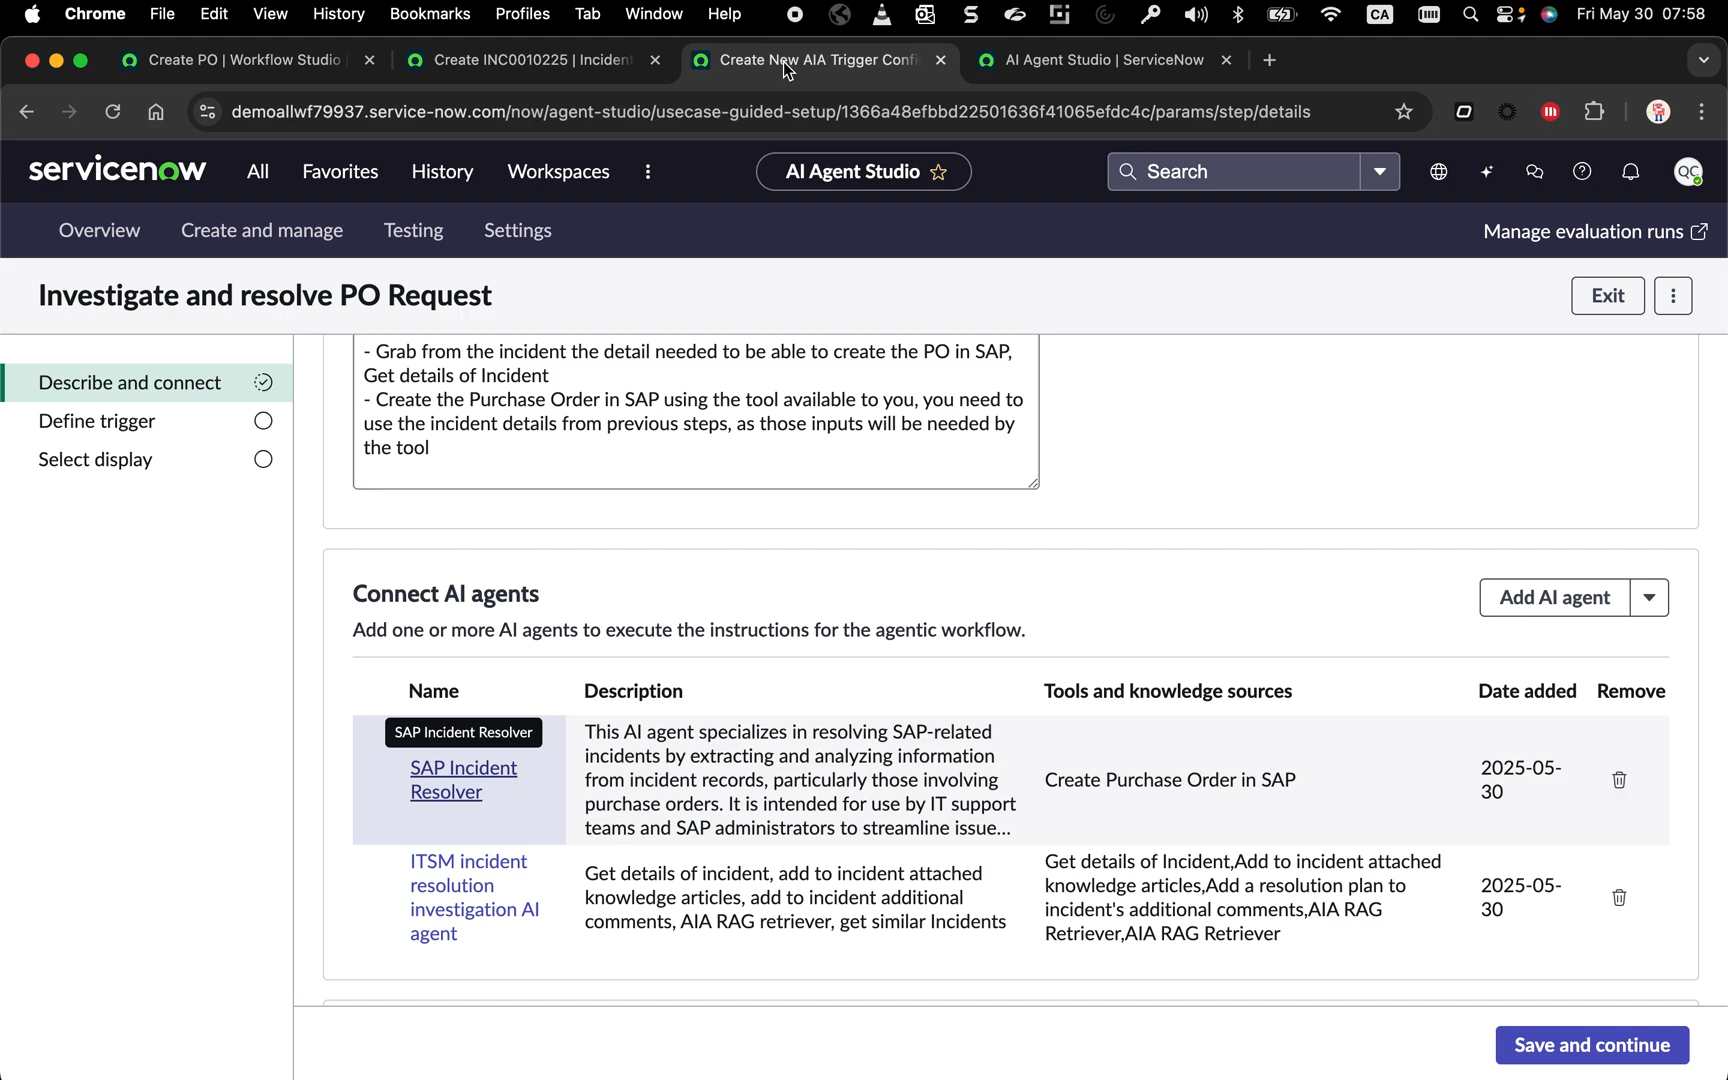 Chrome File Edit View History Bookmarks Profiles Tab Window Help CA Fri May 30 07:58
Create PO | Workflow Studio Create INC0010225 | Inciden Create New AIA Trigger Confi AI Agent Studio | ServiceNow
demoallwf79937.service-now.com/now/agent-studio/usecase-guided-setup/1366a48efbbd22501636f41065efdc4c/params/step/details
servicenow All Favorites History Workspaces AI Agent Studio Search QC
Overview Create and manage Testing Settings Manage evaluation runs
Investigate and resolve PO Request Exit
Describe and connect
Define trigger
Select display
- Grab from the incident the detail needed to be able to create the PO in SAP,
Get details of Incident
- Create the Purchase Order in SAP using the tool available to you, you need to
use the incident details from previous steps, as those inputs will be needed by
the tool
Connect AI agents
Add AI agent
Add one or more AI agents to execute the instructions for the agentic workflow.
Name Description Tools and knowledge sources Date added Remove
SAP Incident Resolver
SAP Incident
Resolver
This AI agent specializes in resolving SAP-related
incidents by extracting and analyzing information
from incident records, particularly those involving
purchase orders. It is intended for use by IT support
teams and SAP administrators to streamline issue...
Create Purchase Order in SAP
2025-05-
30
ITSM incident
resolution
investigation AI
agent
Get details of incident, add to incident attached
knowledge articles, add to incident additional
comments, AIA RAG retriever, get similar Incidents
Get details of Incident,Add to incident attached
knowledge articles,Add a resolution plan to
incident's additional comments,AIA RAG
Retriever,AIA RAG Retriever
2025-05-
30
Save and continue